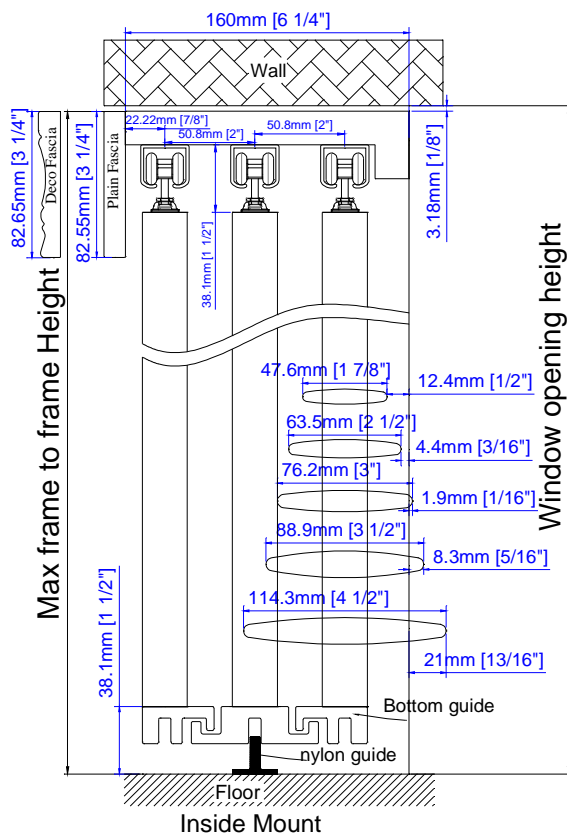 160mm [6 1/4"]
Wall
22.22mm [7/8"]
50.8mm [2"]
50.8mm [2"]
82.65mm [3 1/4"]
Deco Fascia
82.55mm [3 1/4"]
Plain Fascia
3.18mm [1/8"]
38.1mm [1 1/2"]
Max frame to frame Height
Window opening height
47.6mm [1 7/8"]
12.4mm [1/2"]
63.5mm [2 1/2"]
4.4mm [3/16"]
76.2mm [3"]
1.9mm [1/16"]
88.9mm [3 1/2"]
8.3mm [5/16"]
114.3mm [4 1/2"]
21mm [13/16"]
38.1mm [1 1/2"]
Bottom guide
nylon guide
Floor
Inside Mount